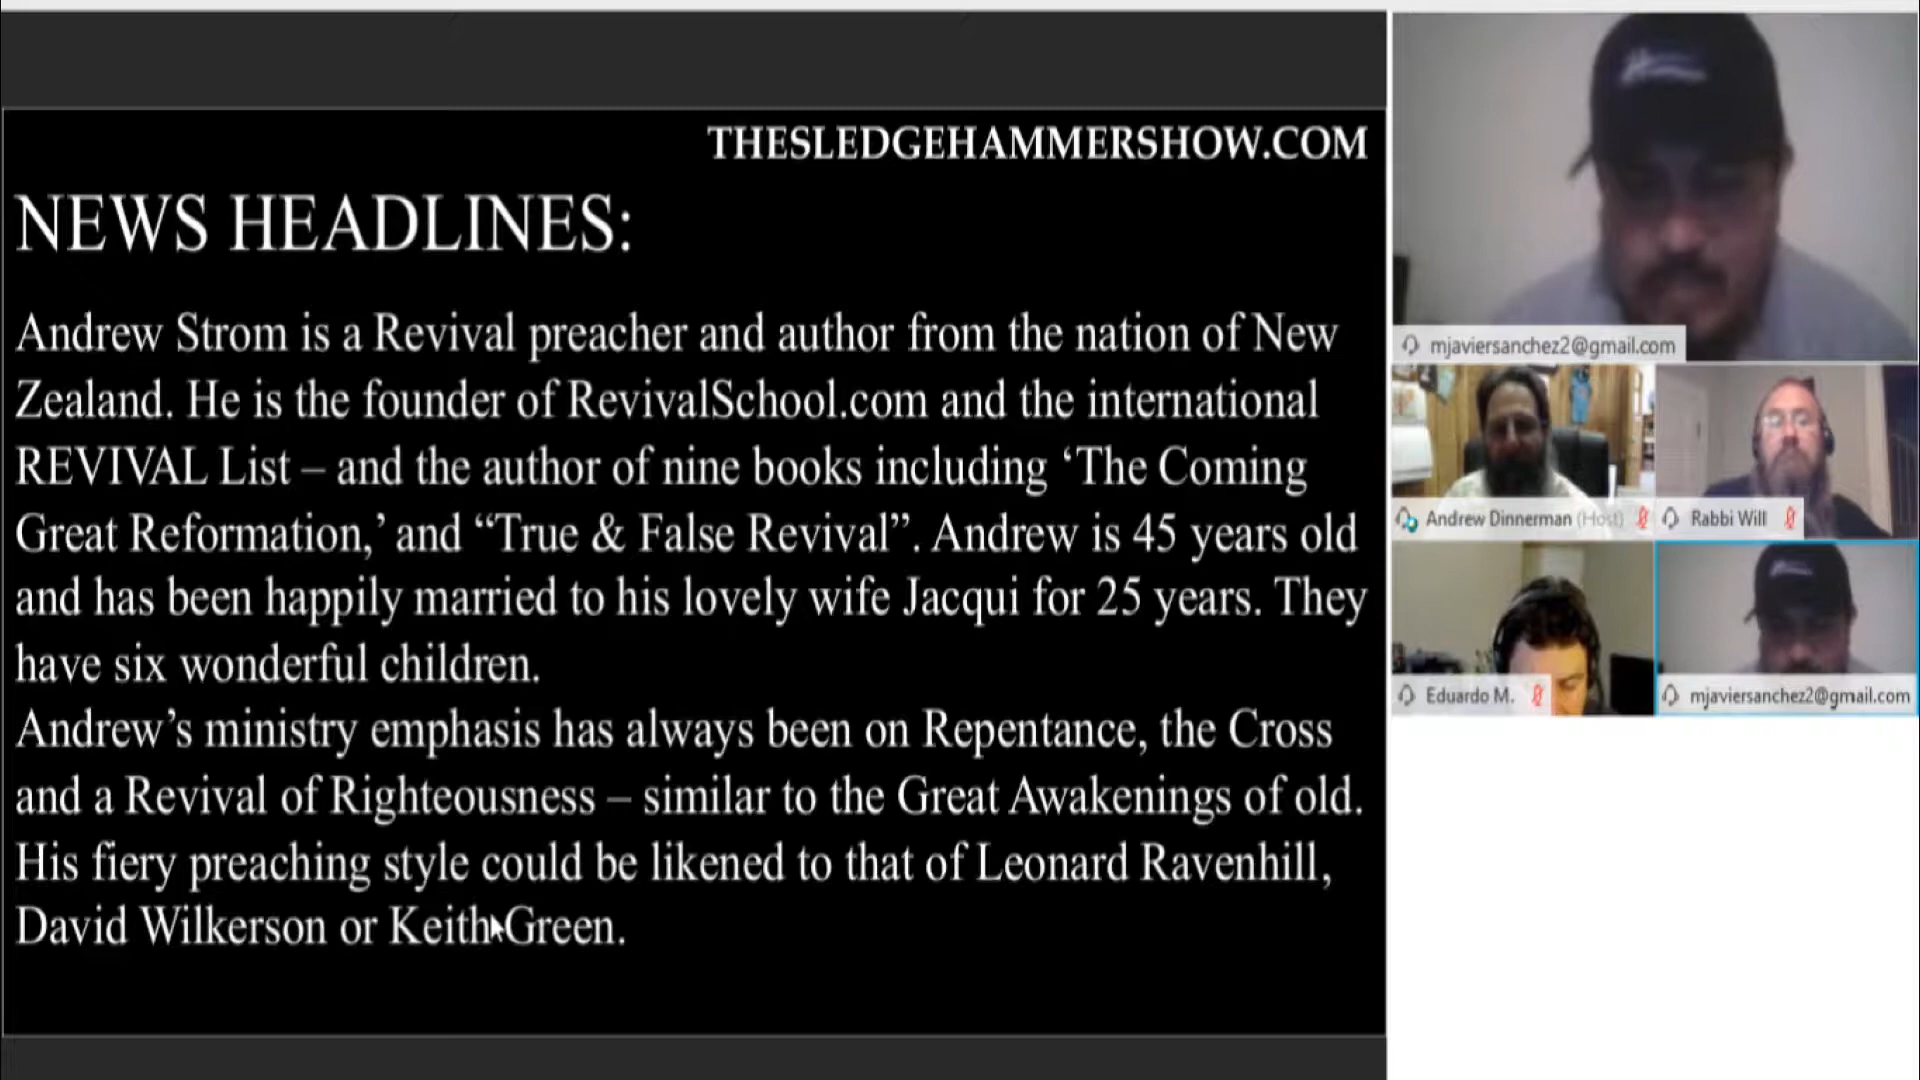 THESLEDGEHAMMERSHOW.COM
NEWS HEADLINES:
Andrew Strom is a Revival preacher and author from the nation of New
Zealand. He is the founder of RevivalSchool.com and the international
REVIVAL List – and the author of nine books including ‘The Coming
Great Reformation,’ and “True & False Revival”. Andrew is 45 years old
and has been happily married to his lovely wife Jacqui for 25 years. They
have six wonderful children.
Andrew’s ministry emphasis has always been on Repentance, the Cross
and a Revival of Righteousness – similar to the Great Awakenings of old.
His fiery preaching style could be likened to that of Leonard Ravenhill,
David Wilkerson or Keith Green.
mjaviersanchez2@gmail.com
Andrew Dinnerman (Host)
Rabbi Will
Eduardo M.
mjaviersanchez2@gmail.com